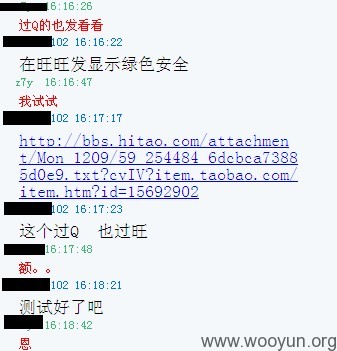 16:16:26
过Q的也发看看
102 16:16:22
在旺旺发显示绿色安全
z7y 16:16:47
我试试
102 16:17:17
http://bbs.hitao.com/attachmen
t/Mon_1209/59_254484_6dcbca7388
5d0e9.txt?cvIV?item.taobao.com/
item.htm?id=15692902
102 16:17:23
这个过Q 也过旺
16:17:48
额。。
102 16:18:21
测试好了吧
16:18:42
恩
www.wooyun.org